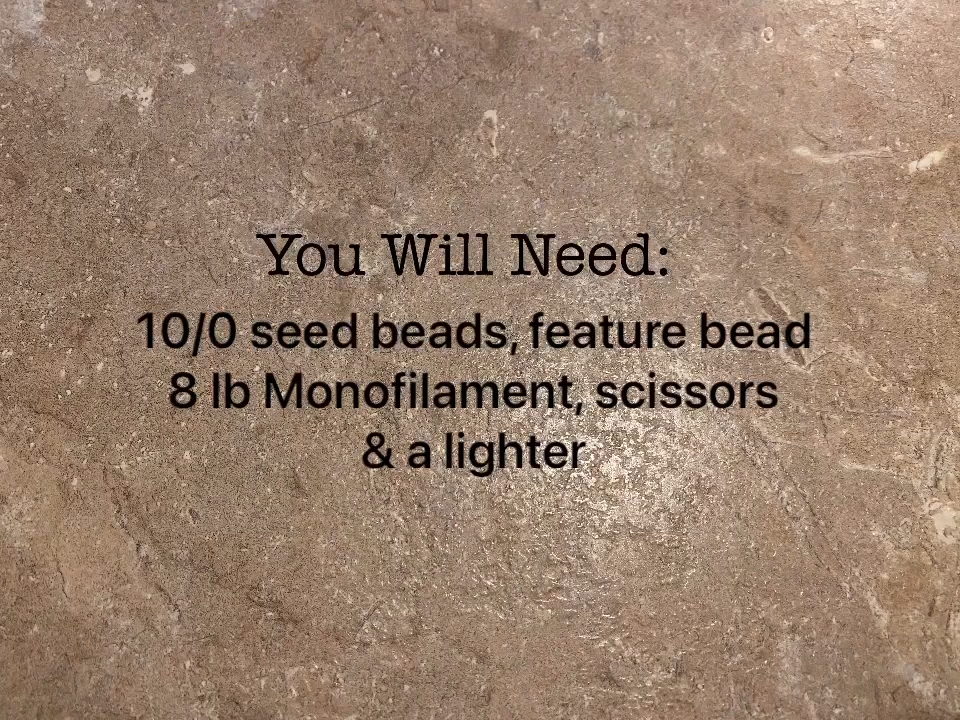 You Will Need:
10/0 seed beads, feature bead
8 lb Monofilament, scissors
& a lighter